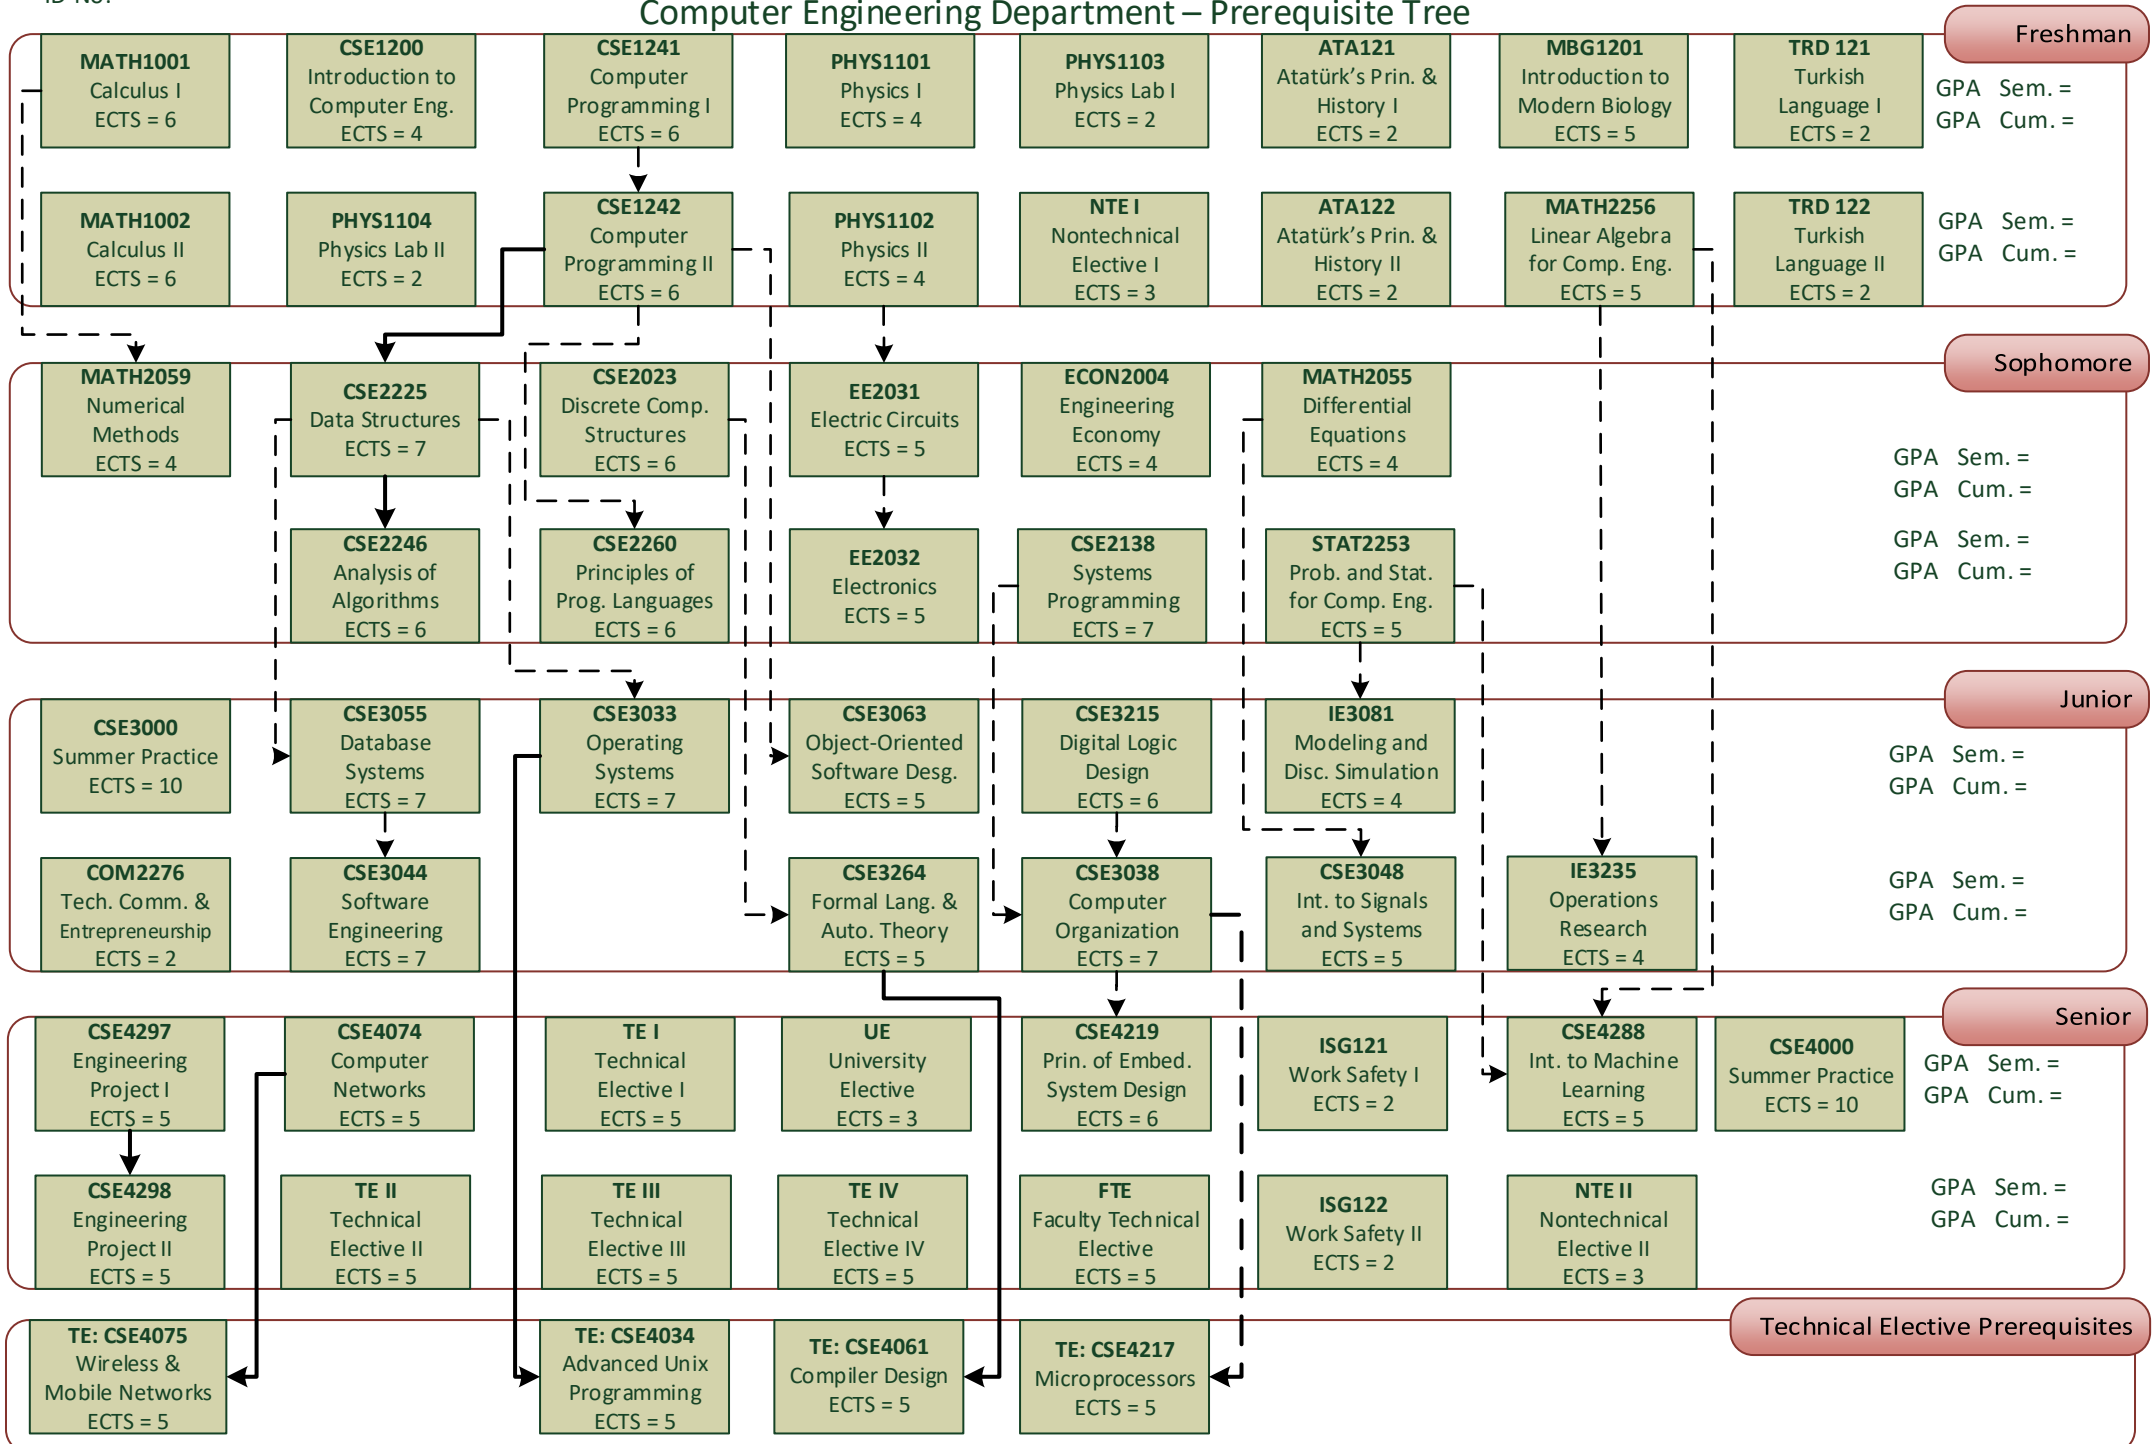 Computer Engineering Department – Prerequisite Tree
Freshman
MATH1001
Calculus I
ECTS = 6
CSE1200
Introduction to
Computer Eng.
ECTS = 4
CSE1241
Computer
Programming I
ECTS = 6
PHYS1101
Physics I
ECTS = 4
PHYS1103
Physics Lab I
ECTS = 2
ATA121
Atatürk's Prin. &
History I
ECTS = 2
MBG1201
Introduction to
Modern Biology
ECTS = 5
TRD 121
Turkish
Language I
ECTS = 2
GPA Sem. =
GPA Cum. =
MATH1002
Calculus II
ECTS = 6
PHYS1104
Physics Lab II
ECTS = 2
CSE1242
Computer
Programming II
ECTS = 6
PHYS1102
Physics II
ECTS = 4
NTE I
Nontechnical
Elective I
ECTS = 3
ATA122
Atatürk's Prin. &
History II
ECTS = 2
MATH2256
Linear Algebra
for Comp. Eng.
ECTS = 5
TRD 122
Turkish
Language II
ECTS = 2
GPA Sem. =
GPA Cum. =
Sophomore
MATH2059
Numerical
Methods
ECTS = 4
CSE2225
Data Structures
ECTS = 7
CSE2023
Discrete Comp.
Structures
ECTS = 6
EE2031
Electric Circuits
ECTS = 5
ECON2004
Engineering
Economy
ECTS = 4
MATH2055
Differential
Equations
ECTS = 4
GPA Sem. =
GPA Cum. =
CSE2246
Analysis of
Algorithms
ECTS = 6
CSE2260
Principles of
Prog. Languages
ECTS = 6
EE2032
Electronics
ECTS = 5
CSE2138
Systems
Programming
ECTS = 7
STAT2253
Prob. and Stat.
for Comp. Eng.
ECTS = 5
GPA Sem. =
GPA Cum. =
Junior
CSE3000
Summer Practice
ECTS = 10
CSE3055
Database
Systems
ECTS = 7
CSE3033
Operating
Systems
ECTS = 7
CSE3063
Object-Oriented
Software Desg.
ECTS = 5
CSE3215
Digital Logic
Design
ECTS = 6
IE3081
Modeling and
Disc. Simulation
ECTS = 4
GPA Sem. =
GPA Cum. =
COM2276
Tech. Comm. &
Entrepreneurship
ECTS = 2
CSE3044
Software
Engineering
ECTS = 7
CSE3264
Formal Lang. &
Auto. Theory
ECTS = 5
CSE3038
Computer
Organization
ECTS = 7
CSE3048
Int. to Signals
and Systems
ECTS = 5
IE3235
Operations
Research
ECTS = 4
GPA Sem. =
GPA Cum. =
Senior
CSE4297
Engineering
Project I
ECTS = 5
CSE4074
Computer
Networks
ECTS = 5
TE I
Technical
Elective I
ECTS = 5
UE
University
Elective
ECTS = 3
CSE4219
Prin. of Embed.
System Design
ECTS = 6
ISG121
Work Safety I
ECTS = 2
CSE4288
Int. to Machine
Learning
ECTS = 5
CSE4000
Summer Practice
ECTS = 10
GPA Sem. =
GPA Cum. =
CSE4298
Engineering
Project II
ECTS = 5
TE II
Technical
Elective II
ECTS = 5
TE III
Technical
Elective III
ECTS = 5
TE IV
Technical
Elective IV
ECTS = 5
FTE
Faculty Technical
Elective
ECTS = 5
ISG122
Work Safety II
ECTS = 2
NTE II
Nontechnical
Elective II
ECTS = 3
GPA Sem. =
GPA Cum. =
Technical Elective Prerequisites
TE: CSE4075
Wireless &
Mobile Networks
ECTS = 5
TE: CSE4034
Advanced Unix
Programming
ECTS = 5
TE: CSE4061
Compiler Design
ECTS = 5
TE: CSE4217
Microprocessors
ECTS = 5